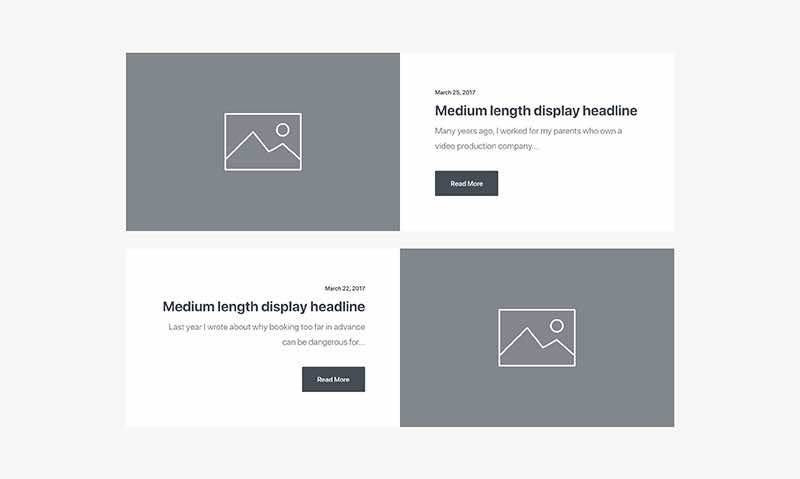 March 25, 2017
Medium length display headline
Many years ago, I worked for my parents who own a
video production company...
Read More
March 22, 2017
Medium length display headline
Last year I wrote about why booking too far in advance
can be dangerous for...
Read More